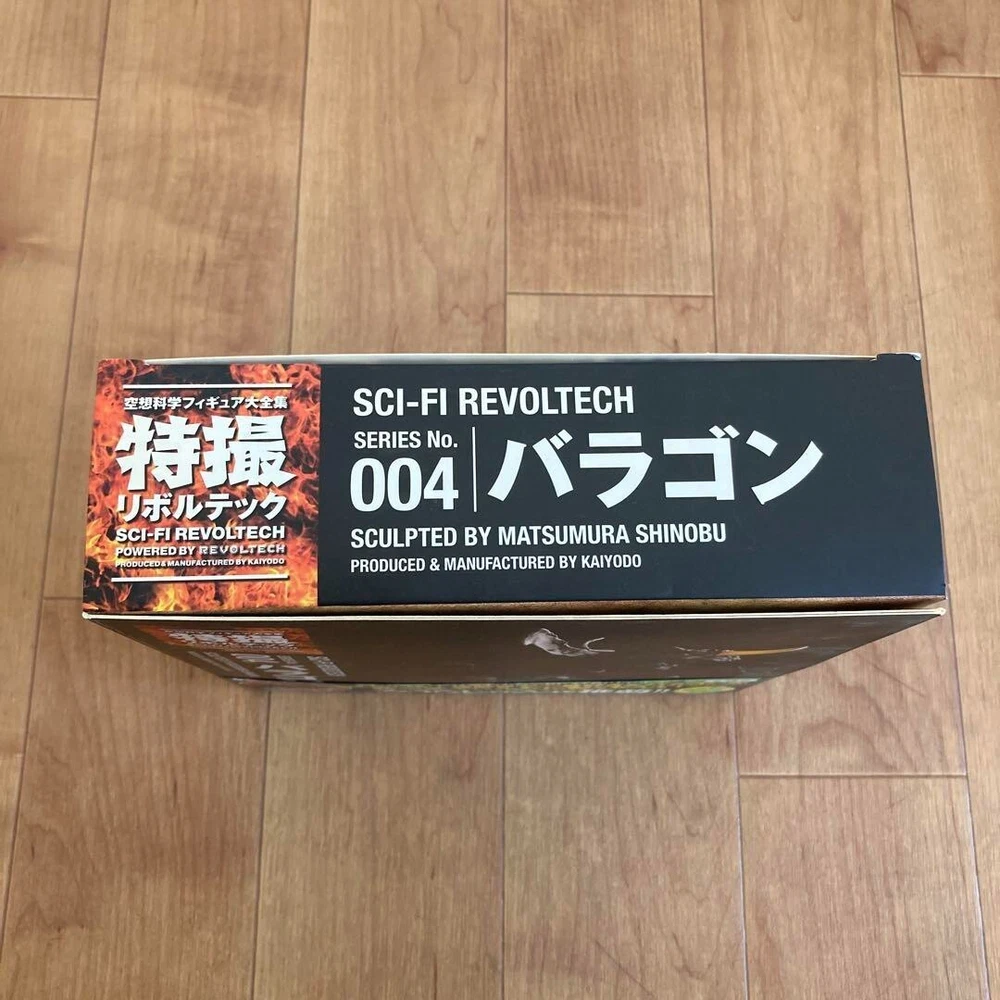 空想科学フィギュア大全集
特撮
リボルテック
SCI-FI REVOLTECH
POWERED BY REVOLTECH
PRODUCED & MANUFACTURED BY KAIYODO
SCI-FI REVOLTECH
SERIES No.
004
バラゴン
SCULPTED BY MATSUMURA SHINOBU
PRODUCED & MANUFACTURED BY KAIYODO